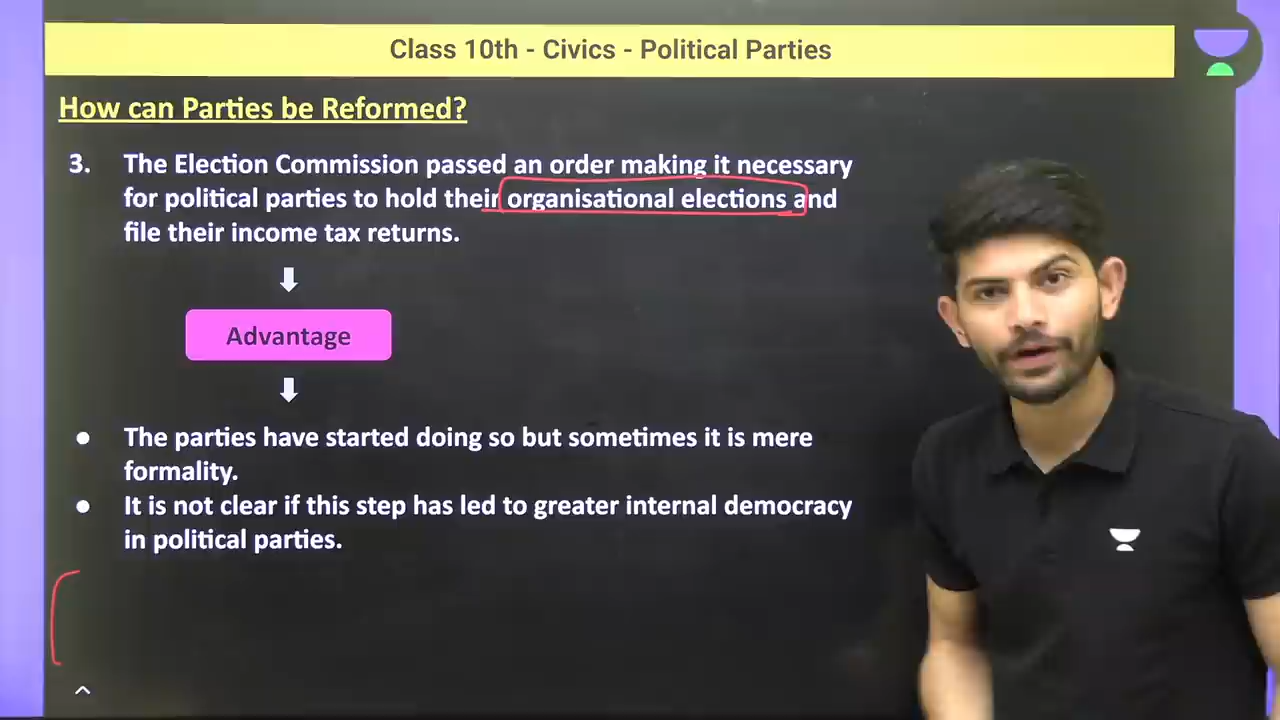 Class 10th - Civics - Political Parties
How can Parties be Reformed?
3. The Election Commission passed an order making it necessary
for political parties to hold their organisational elections and
file their income tax returns.
Advantage
● The parties have started doing so but sometimes it is mere
formality.
● It is not clear if this step has led to greater internal democracy
in political parties.